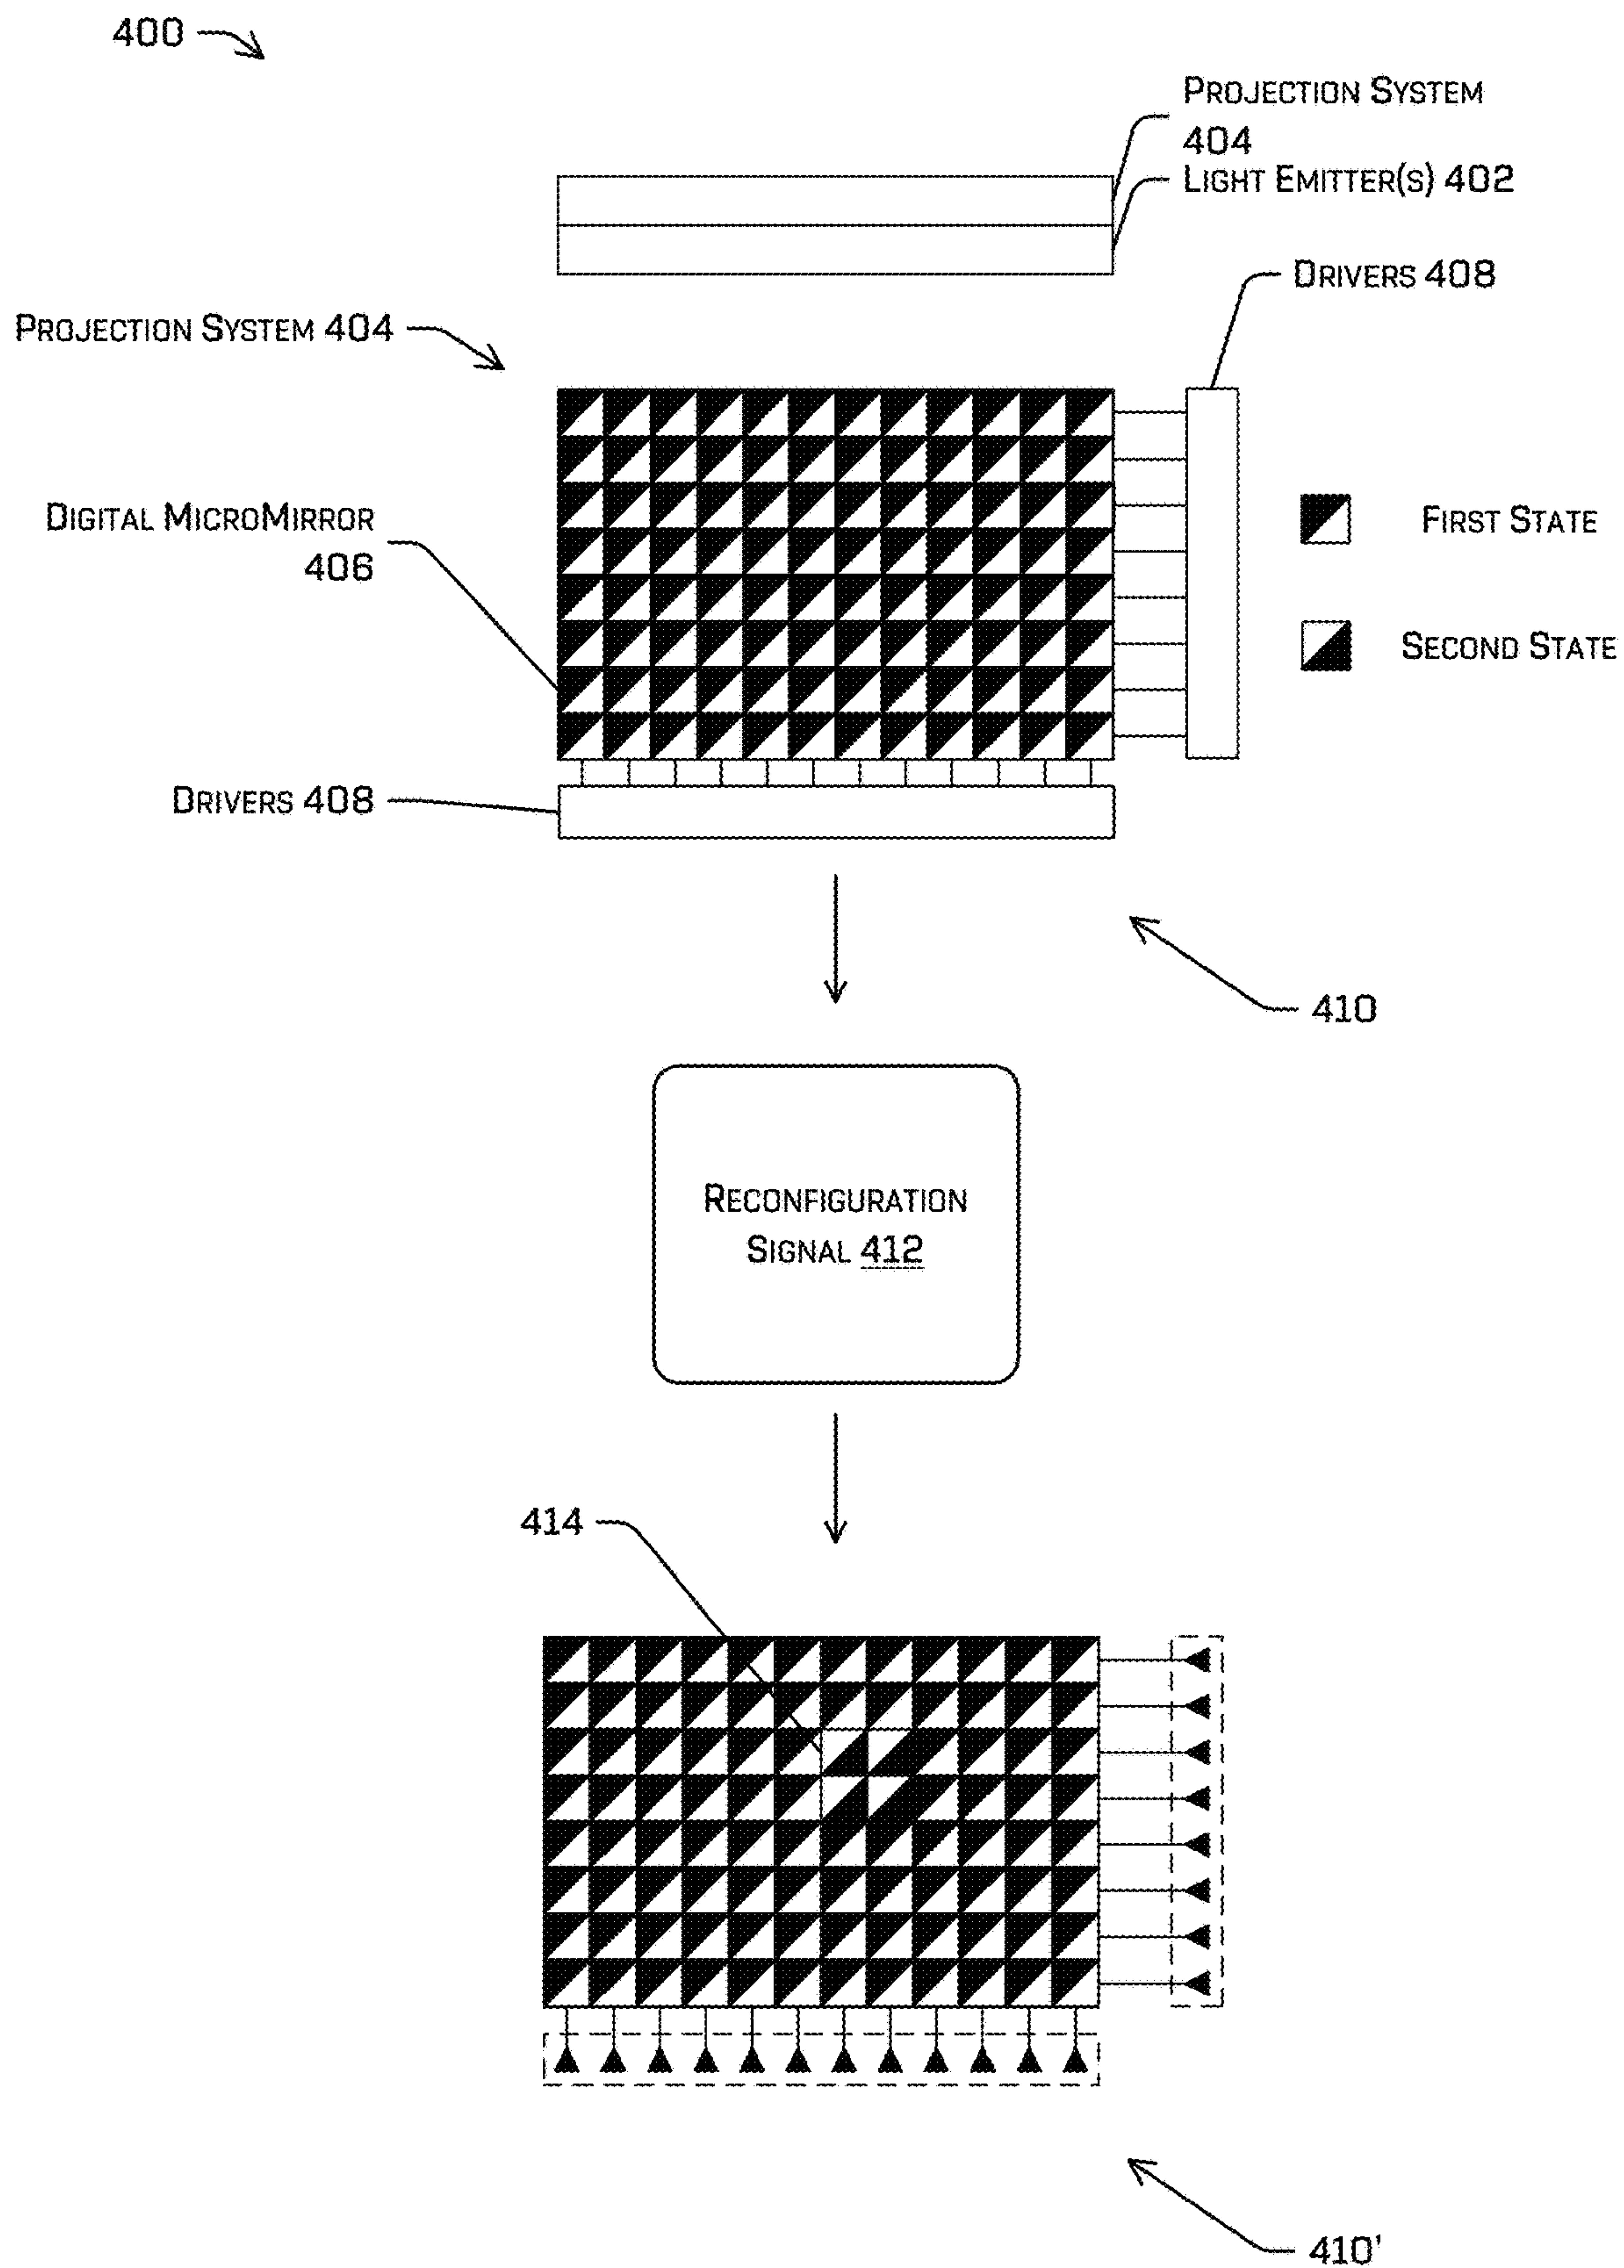 400
PROJECTION SYSTEM
404
LIGHT EMITTER(S) 402
DRIVERS 408
PROJECTION SYSTEM 404
DIGITAL MICROMIRROR
406
FIRST STATE
SECOND STATE
DRIVERS 408
410
RECONFIGURATION
SIGNAL 412
414
410'